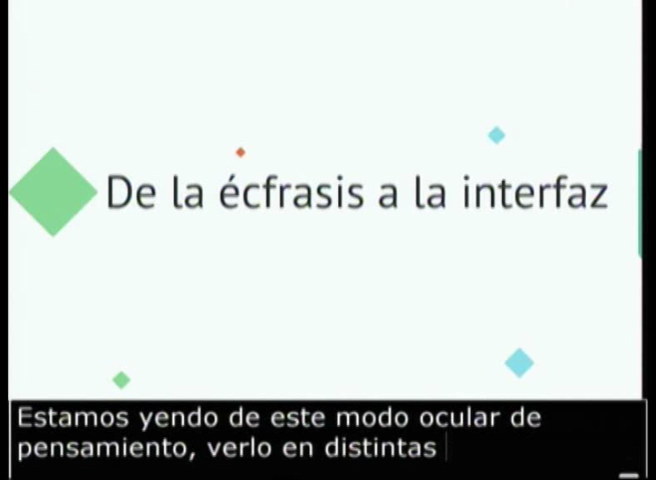 De la écfrasis a la interfaz
Estamos yendo de este modo ocular de
pensamiento, verlo en distintas